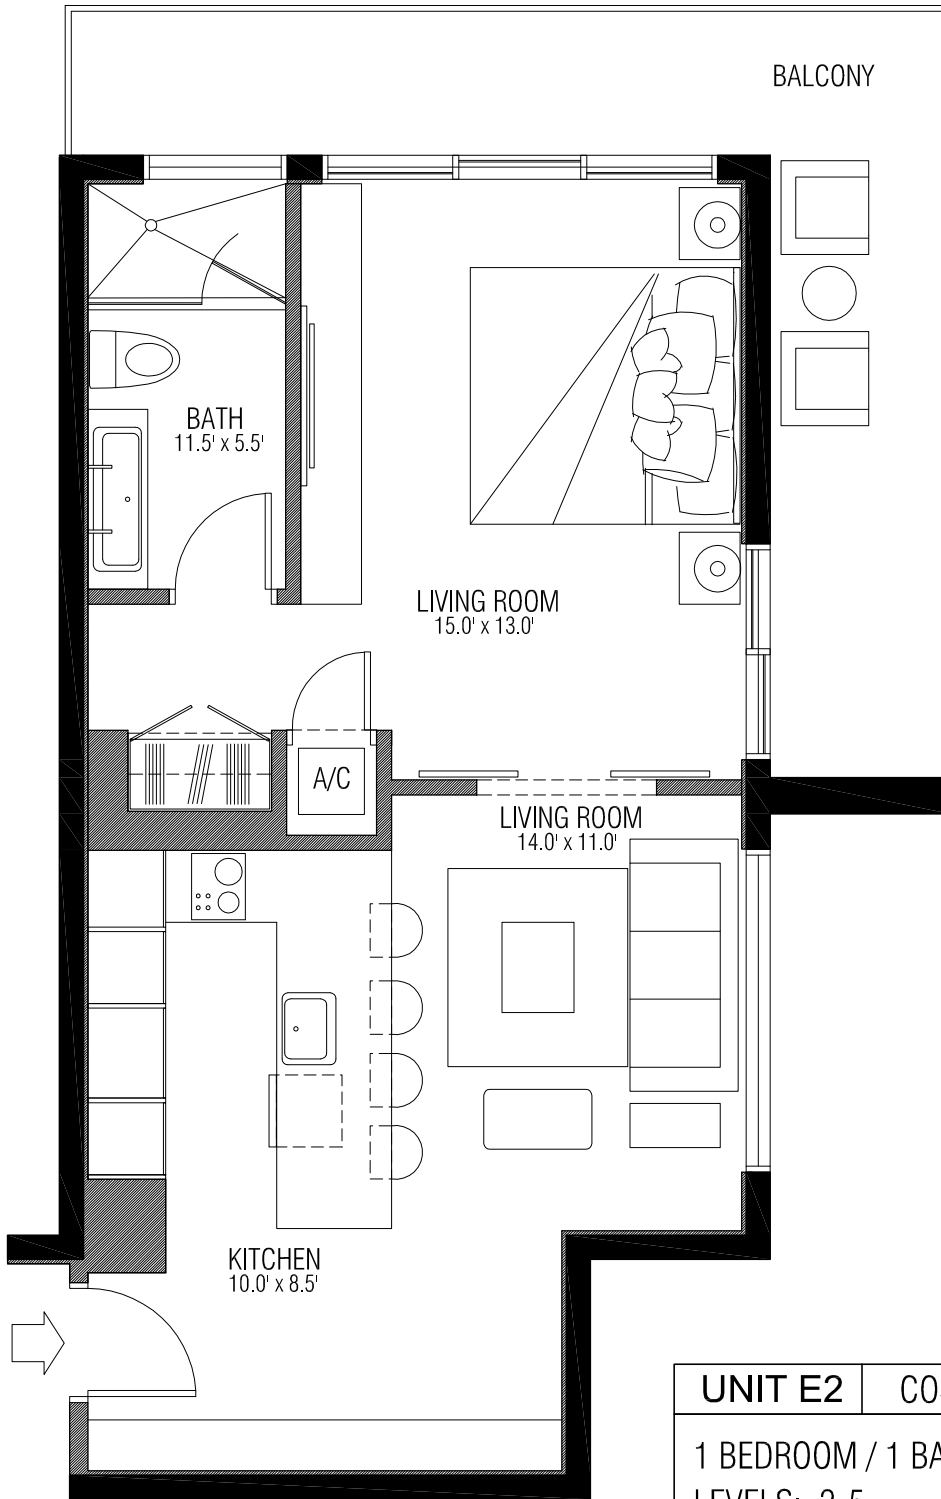 BALCONY
BATH
11.5' x 5.5'
LIVING ROOM
15.0' x 13.0'
A/C
LIVING ROOM
14.0' x 11.0'
KITCHEN
10.0' x 8.5'
UNIT E2
1 BEDROOM / 1